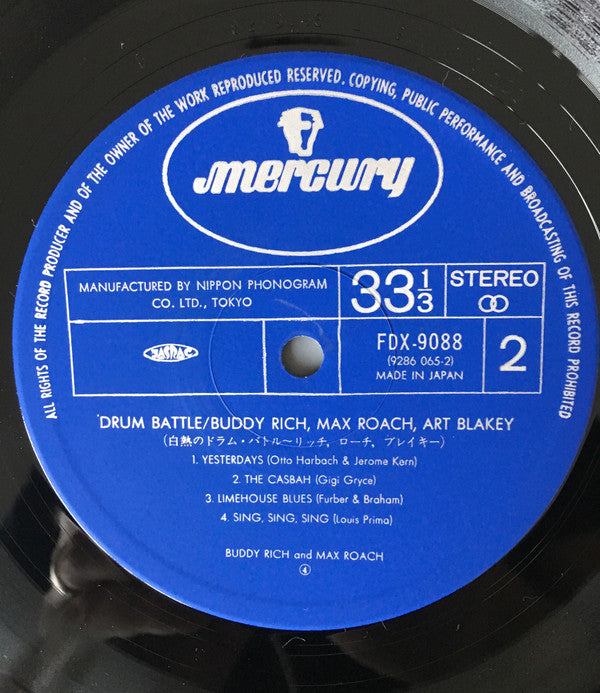 ALL RIGHTS OF THE RECORD PRODUCER AND OF THE OWNER OF THE WORK REPRODUCED RESERVED. COPYING, PUBLIC PERFORMANCE AND BROADCASTING OF THIS RECORD PROHIBITED
mercury
MANUFACTURED BY NIPPON PHONOGRAM
CO. LTD., TOKYO
33 1/3
STEREO
JASRAC
FDX-9088
(9286 065-2)
MADE IN JAPAN
2
DRUM BATTLE/BUDDY RICH, MAX ROACH, ART BLAKEY
(白熱のドラム・バトル〜リッチ, ローチ, ブレイキー)
1. YESTERDAYS (Otto Harbach & Jerome Kern)
2. THE CASBAH (Gigi Gryce)
3. LIMEHOUSE BLUES (Furber & Braham)
4. SING, SING, SING (Louis Prima)
BUDDY RICH and MAX ROACH
④